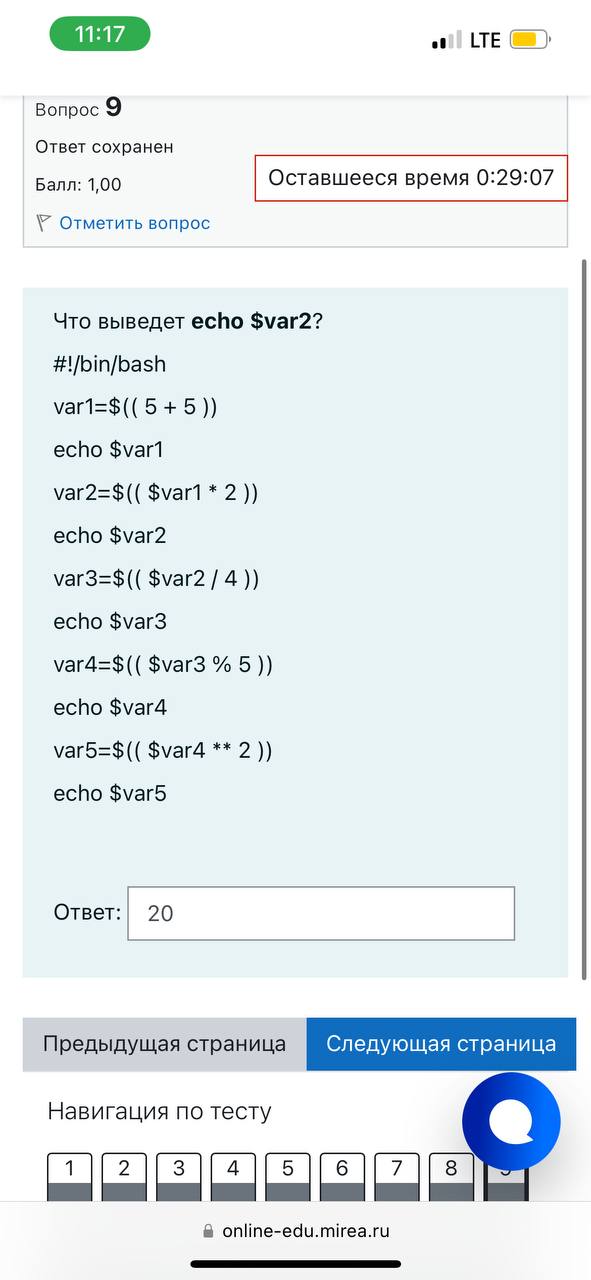 11:17
LTE
Вопрос 9
Ответ сохранен
Балл: 1,00
Оставшееся время 0:29:07
Отметить вопрос
Что выведет echo $var2?
#!/bin/bash
var1=$(( 5 + 5 ))
echo $var1
var2=$(( $var1 * 2 ))
echo $var2
var3=$(( $var2 / 4 ))
echo $var3
var4=$(( $var3 % 5 ))
echo $var4
var5=$(( $var4 ** 2 ))
echo $var5
Ответ: 20
Предыдущая страница
Следующая страница
Навигация по тесту
1 2 3 4 5 6 7 8
online-edu.mirea.ru